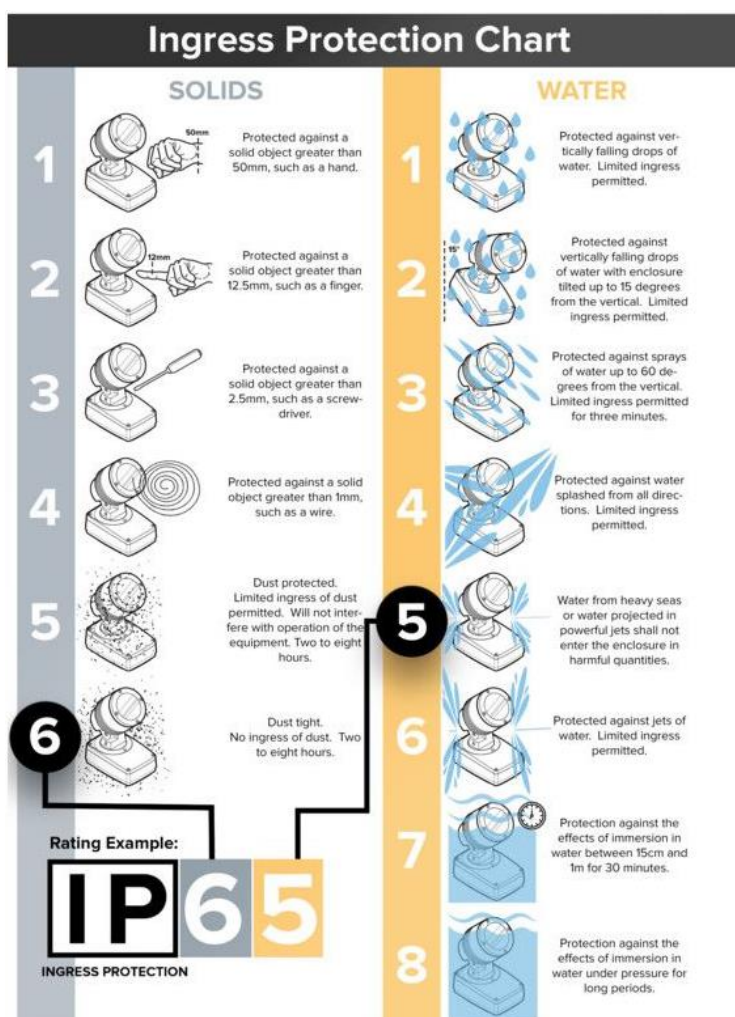 Ingress Protection Chart
SOLIDS
1
50mm
Protected against a
solid object greater than
50mm, such as a hand.
2
12mm
Protected against a
solid object greater than
12.5mm, such as a finger.
3
Protected against a
solid object greater than
2.5mm, such as a screw-
driver.
4
Protected against a solid
object greater than 1mm,
such as a wire.
5
Dust protected.
Limited ingress of dust
permitted. Will not inter-
fere with operation of the
equipment. Two to eight
hours.
6
Dust tight.
No ingress of dust. Two
to eight hours.
Rating Example:
IP65
INGRESS PROTECTION
WATER
1
Protected against ver-
tically falling drops of
water. Limited ingress
permitted.
2
15°
Protected against
vertically falling drops
of water with enclosure
tilted up to 15 degrees
from the vertical. Limited
ingress permitted.
3
Protected against sprays
of water up to 60 de-
grees from the vertical.
Limited ingress permitted
for three minutes.
4
Protected against water
splashed from all direc-
tions. Limited ingress
permitted.
5
Water from heavy seas
or water projected in
powerful jets shall not
enter the enclosure in
harmful quantities.
6
Protected against jets of
water. Limited ingress
permitted.
7
Protection against the
effects of immersion in
water between 15cm and
1m for 30 minutes.
8
Protection against the
effects of immersion in
water under pressure for
long periods.